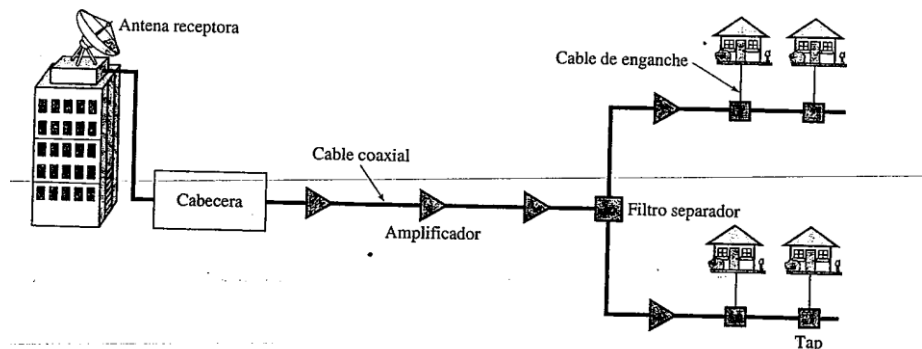 Antena receptora
Cable de enganche
Cable coaxial
Cabecera
Amplificador
Filtro separador
Tap